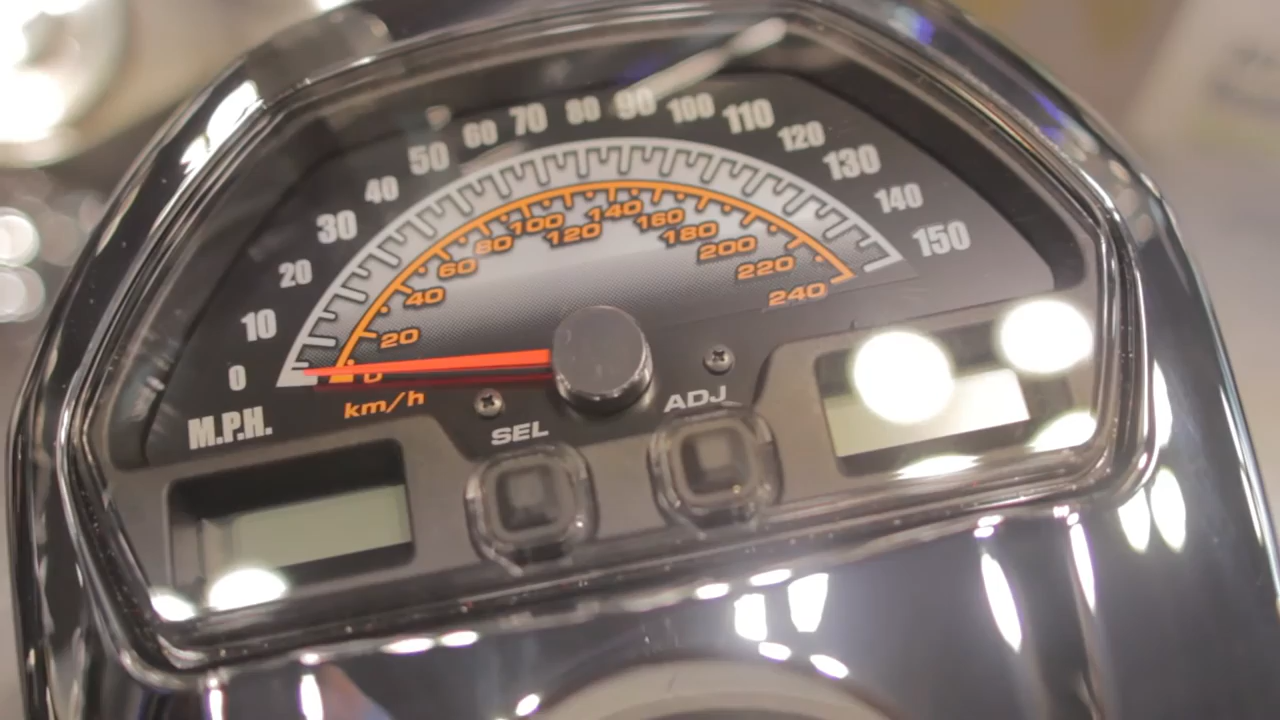 0 10 20 30 40 50 60 70 80 90 100 110 120 130 140 150
0 20 40 60 80 100 120 140 160 180 200 220 240
km/h
M.P.H.
SEL
ADJ